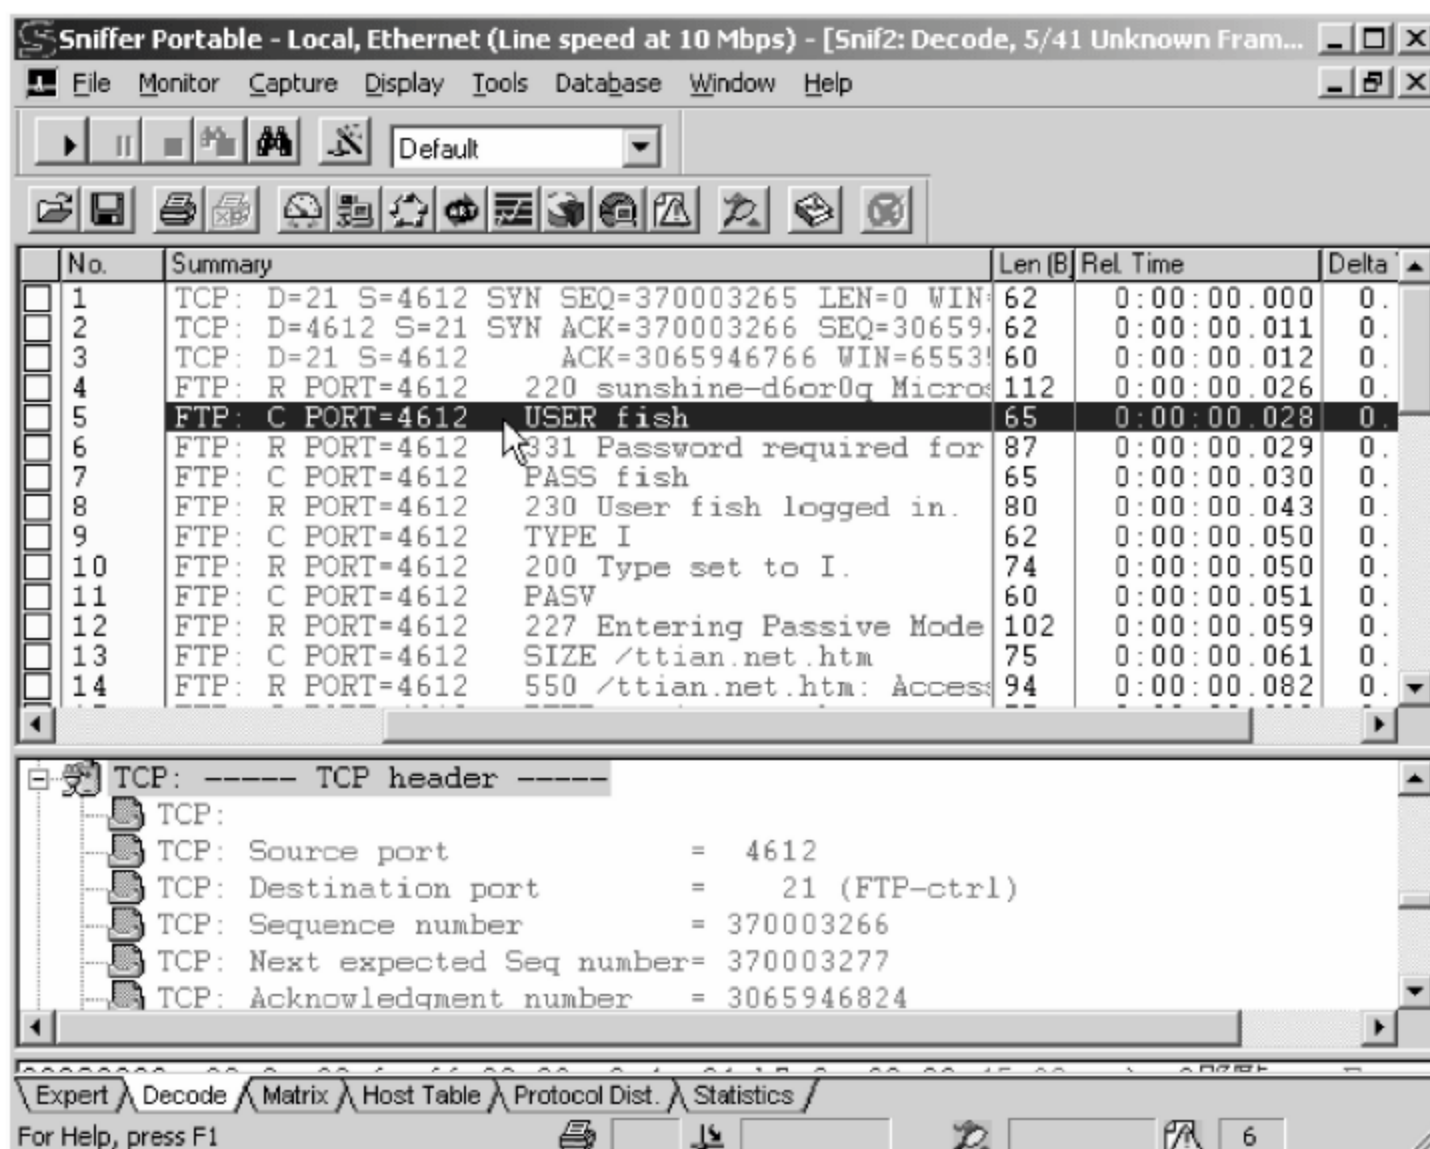 Sniffer Portable - Local, Ethernet (Line speed at 10 Mbps) - [Snif2: Decode, 5/41 Unknown Fram...
File Monitor Capture Display Tools Database Window Help
Default
No. Summary Len (B Rel. Time Delta
1 TCP: D=21 S=4612 SYN SEQ=370003265 LEN=0 WIN= 62 0:00:00.000 0.
2 TCP: D=4612 S=21 SYN ACK=370003266 SEQ=30659 62 0:00:00.011 0.
3 TCP: D=21 S=4612 ACK=3065946766 WIN=6553 60 0:00:00.012 0.
4 FTP: R PORT=4612 220 sunshine-d6or0q Micros 112 0:00:00.026 0.
5 FTP: C PORT=4612 USER fish 65 0:00:00.028 0.
6 FTP: R PORT=4612 331 Password required for 87 0:00:00.029 0.
7 FTP: C PORT=4612 PASS fish 65 0:00:00.030 0.
8 FTP: R PORT=4612 230 User fish logged in. 80 0:00:00.043 0.
9 FTP: C PORT=4612 TYPE I 62 0:00:00.050 0.
10 FTP: R PORT=4612 200 Type set to I. 74 0:00:00.050 0.
11 FTP: C PORT=4612 PASV 60 0:00:00.051 0.
12 FTP: R PORT=4612 227 Entering Passive Mode 102 0:00:00.059 0.
13 FTP: C PORT=4612 SIZE /ttian.net.htm 75 0:00:00.061 0.
14 FTP: R PORT=4612 550 /ttian.net.htm: Acces 94 0:00:00.082 0.
TCP: ----- TCP header -----
TCP:
TCP: Source port = 4612
TCP: Destination port = 21 (FTP-ctrl)
TCP: Sequence number = 370003266
TCP: Next expected Seq number= 370003277
TCP: Acknowledgment number = 3065946824
Expert Decode Matrix Host Table Protocol Dist. Statistics
For Help, press F1 6